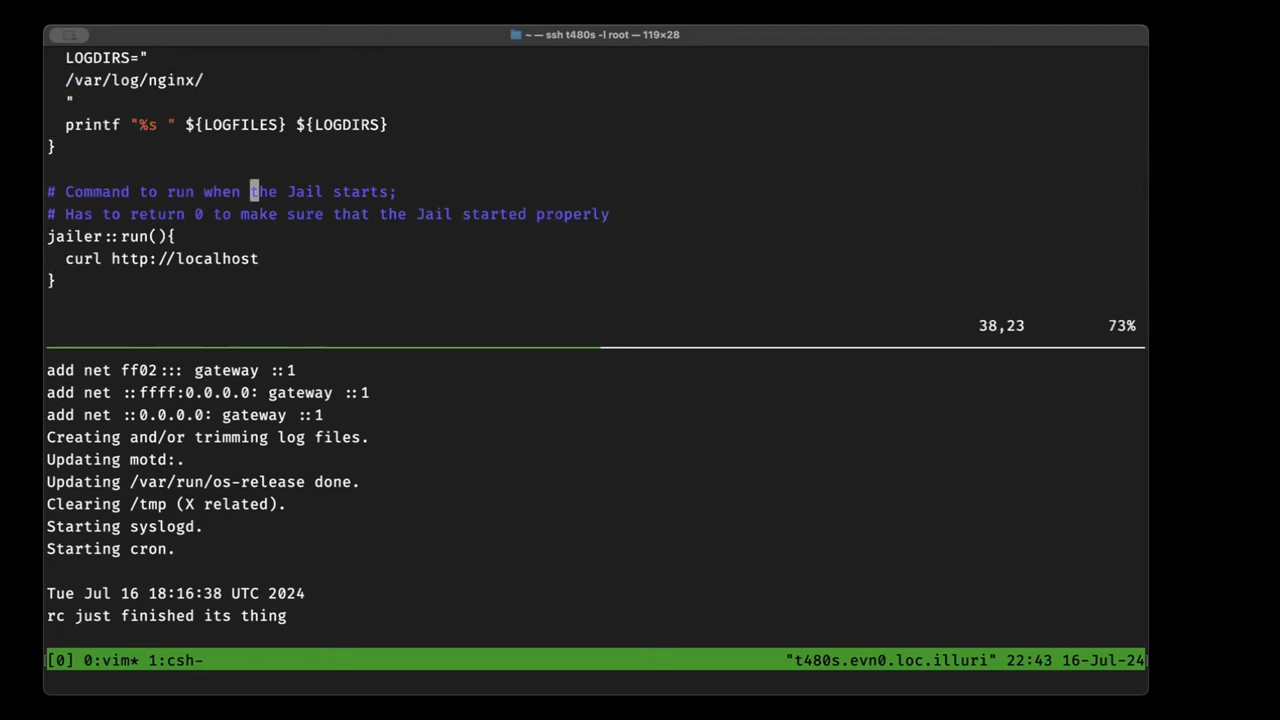 ~ — ssh t480s -l root — 119×28
LOGDIRS="
/var/log/nginx/
"
printf "%s " ${LOGFILES} ${LOGDIRS}
}
# Command to run when the Jail starts;
# Has to return 0 to make sure that the Jail started properly
jailer::run(){
curl http://localhost
}
38,23 73%
add net ff02::: gateway ::1
add net ::ffff:0.0.0.0: gateway ::1
add net ::0.0.0.0: gateway ::1
Creating and/or trimming log files.
Updating motd:.
Updating /var/run/os-release done.
Clearing /tmp (X related).
Starting syslogd.
Starting cron.
Tue Jul 16 18:16:38 UTC 2024
rc just finished its thing
[0] 0:vim* 1:csh- "t480s.evn0.loc.illuri" 22:43 16-Jul-24